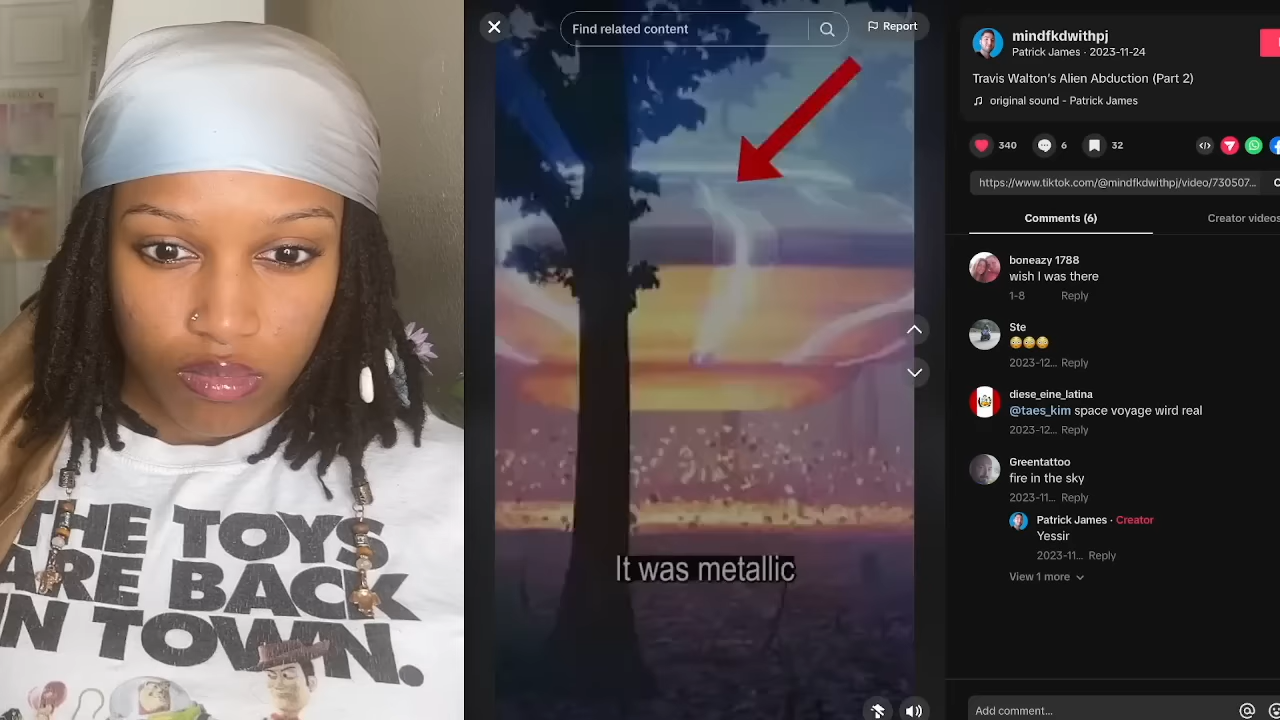 THE TOYS
ARE BACK
IN TOWN.
Find related content
Report
It was metallic
mindfkdwithpj
Patrick James · 2023-11-24
Travis Walton's Alien Abduction (Part 2)
original sound - Patrick James
340
6
32
https://www.tiktok.com/@mindfkdwithpj/video/730507...
Comments (6)
Creator videos
boneazy 1788
wish I was there
1-8 Reply
Ste
😳😳😳
2023-12... Reply
diese_eine_latina
@taes_kim space voyage wird real
2023-12... Reply
Greentattoo
fire in the sky
2023-11... Reply
Patrick James · Creator
Yessir
2023-11... Reply
View 1 more
Add comment...